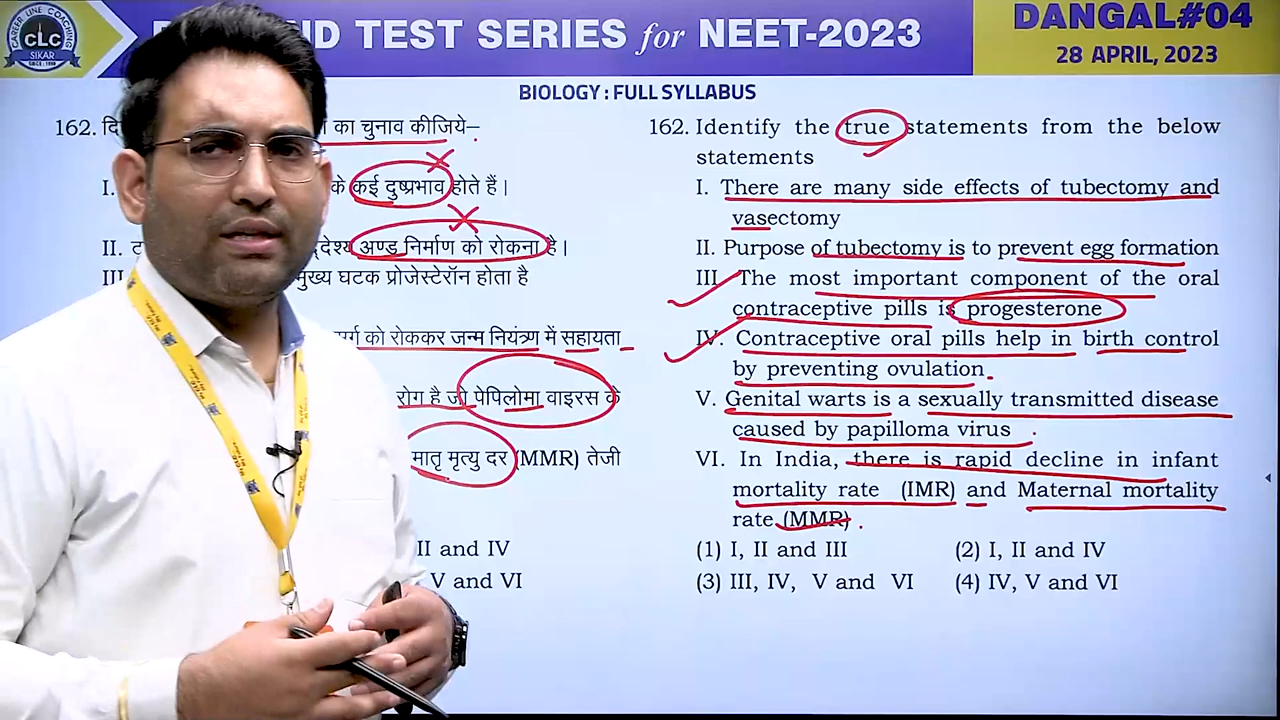 CAREER LINE COACHING
CLC
SIKAR
SINCE : 1996
ND TEST SERIES for NEET-2023
DANGAL#04
28 APRIL, 2023
BIOLOGY : FULL SYLLABUS
162. दि
का चुनाव कीजिये–
I.
के कई दुष्प्रभाव होते हैं।
II. ट
द्देश्य अण्ड निर्माण को रोकना है।
III
मुख्य घटक प्रोजेस्टेरॉन होता है
र्ग को रोककर जन्म नियंत्रण में सहायता
रोग है जो पेपिलोमा वाइरस के
मातृ मृत्यु दर (MMR) तेजी
II and IV
V and VI
162. Identify the true statements from the below
statements
I. There are many side effects of tubectomy and
vasectomy
II. Purpose of tubectomy is to prevent egg formation
III. The most important component of the oral
contraceptive pills is progesterone
IV. Contraceptive oral pills help in birth control
by preventing ovulation.
V. Genital warts is a sexually transmitted disease
caused by papilloma virus
VI. In India, there is rapid decline in infant
mortality rate (IMR) and Maternal mortality
rate (MMR)
(1) I, II and III
(2) I, II and IV
(3) III, IV, V and VI
(4) IV, V and VI